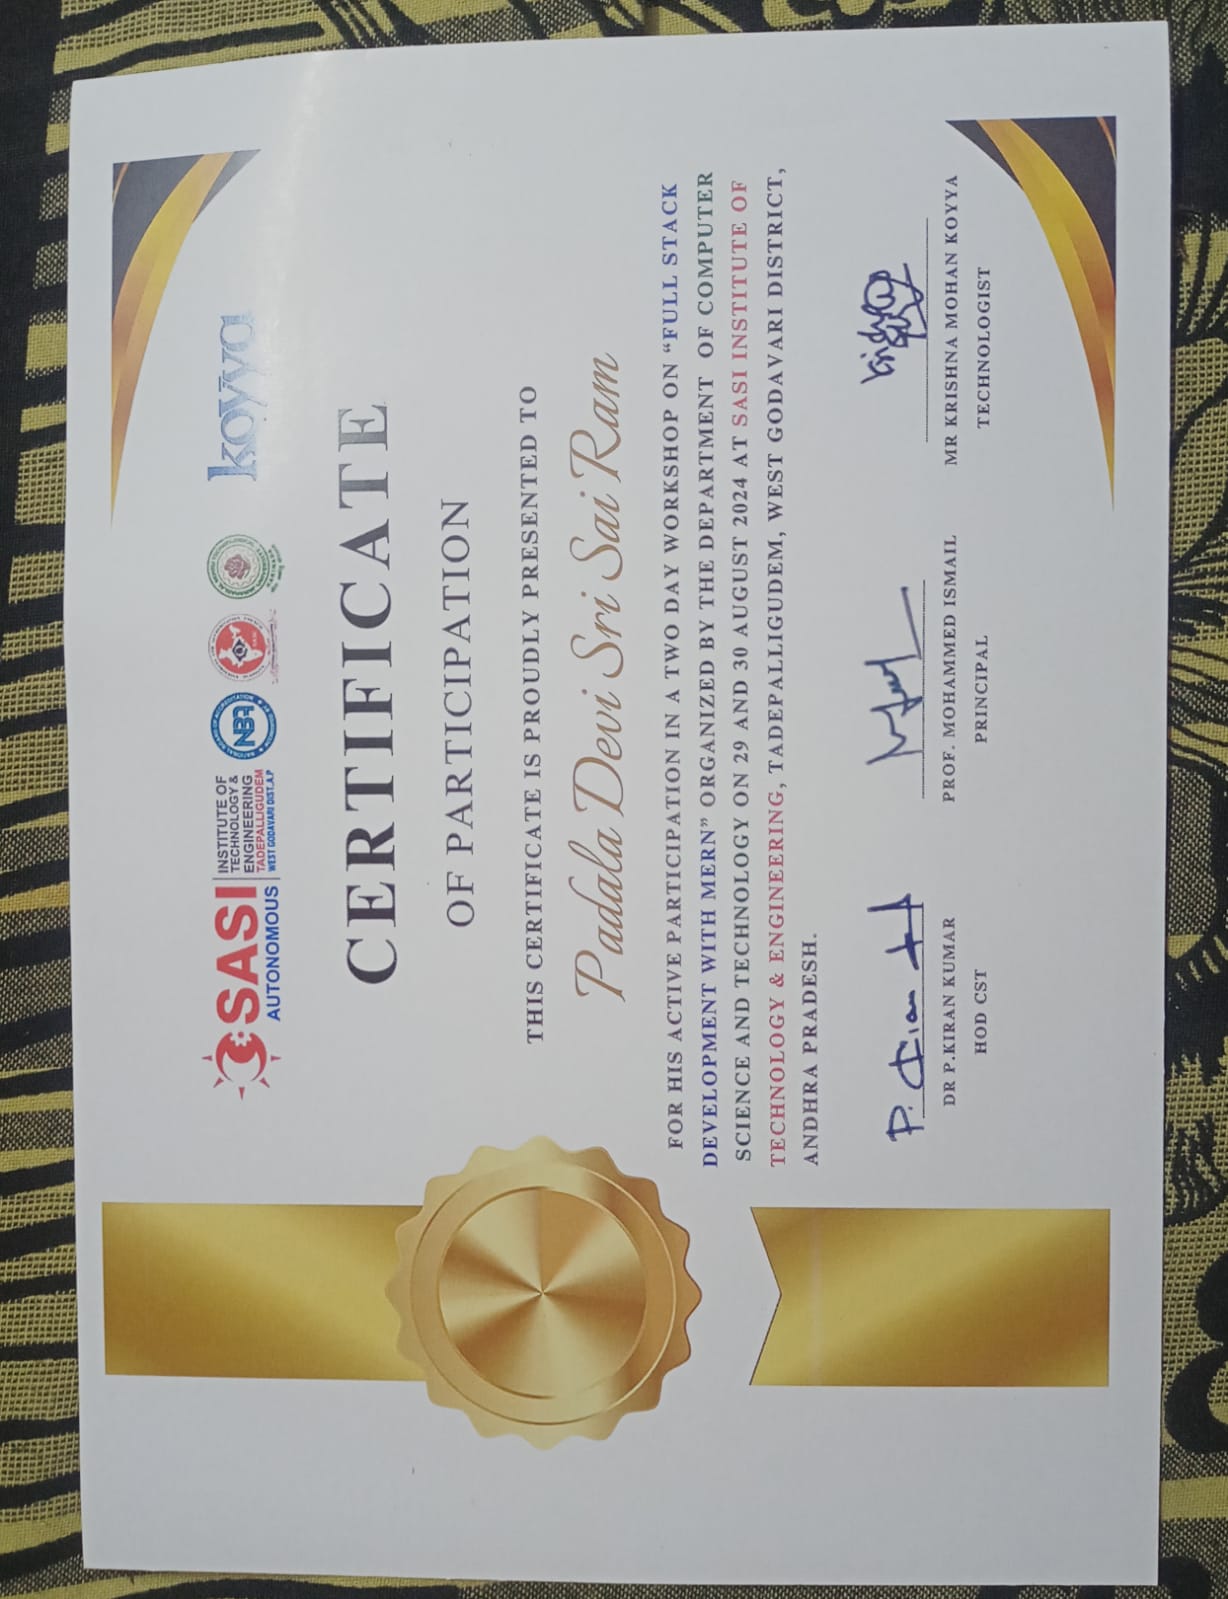 SASI
AUTONOMOUS
INSTITUTE OF
TECHNOLOGY &
ENGINEERING
TADEPALLIGUDEM
WEST GODAVARI DIST. A.P
NBA
koyya
CERTIFICATE
OF PARTICIPATION
THIS CERTIFICATE IS PROUDLY PRESENTED TO
Padala Devi Sri Sai Ram
FOR HIS ACTIVE PARTICIPATION IN A TWO DAY WORKSHOP ON "FULL STACK
DEVELOPMENT WITH MERN" ORGANIZED BY THE DEPARTMENT OF COMPUTER
SCIENCE AND TECHNOLOGY ON 29 AND 30 AUGUST 2024 AT SASI INSTITUTE OF
TECHNOLOGY & ENGINEERING, TADEPALLIGUDEM, WEST GODAVARI DISTRICT,
ANDHRA PRADESH.
DR P.KIRAN KUMAR
HOD CST
PROF. MOHAMMED ISMAIL
PRINCIPAL
MR KRISHNA MOHAN KOYYA
TECHNOLOGIST